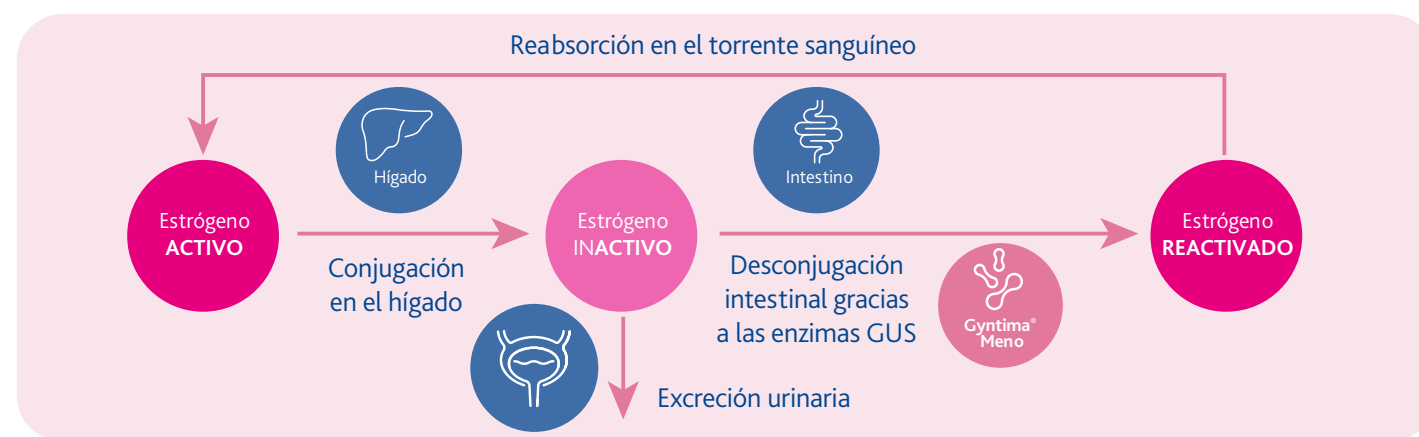 Reabsorción en el torrente sanguíneo
Hígado
Intestino
Estrógeno
ACTIVO
Estrógeno
INACTIVO
Estrógeno
REACTIVADO
Conjugación
en el hígado
Desconjugación
intestinal gracias
a las enzimas GUS
Gyntima®
Meno
Excreción urinaria